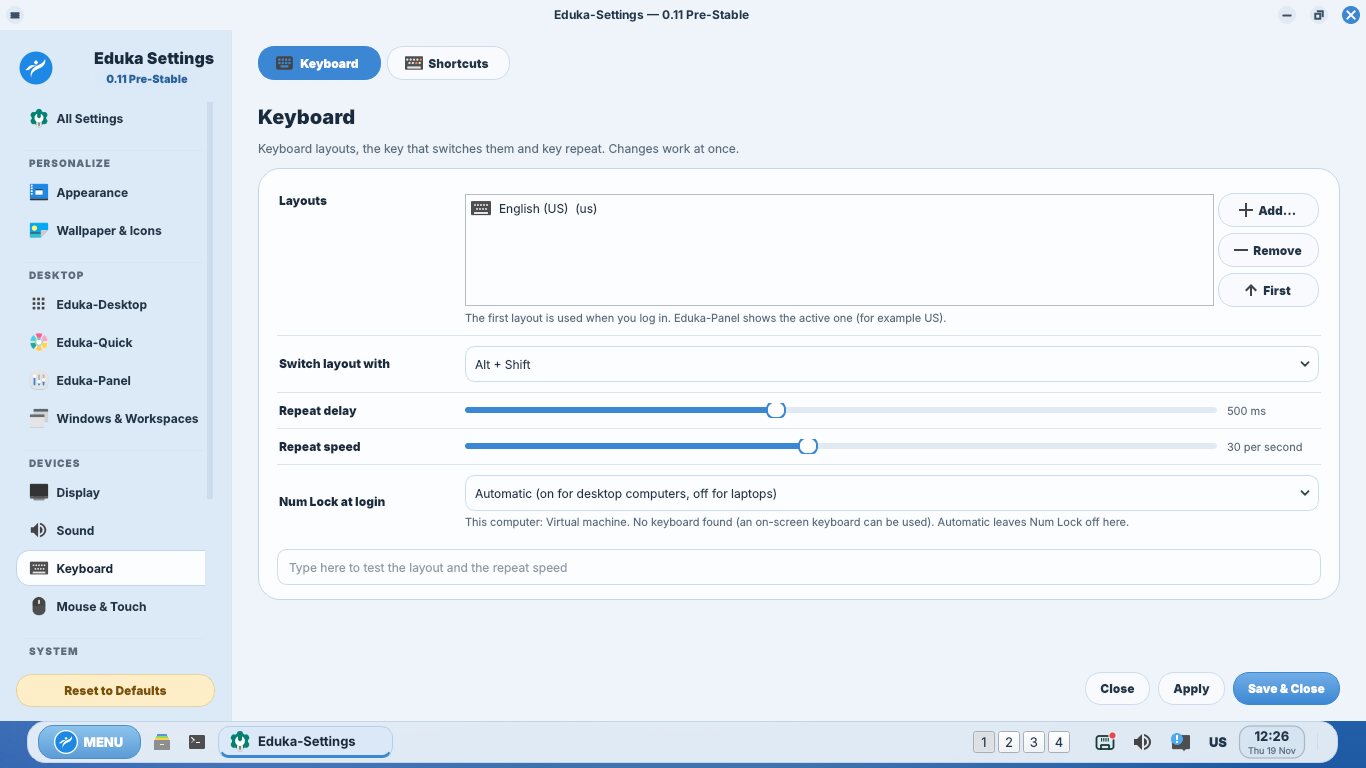 Eduka-Settings — 0.11 Pre-Stable
Eduka Settings
0.11 Pre-Stable
All Settings
PERSONALIZE
Appearance
Wallpaper & Icons
DESKTOP
Eduka-Desktop
Eduka-Quick
Eduka-Panel
Windows & Workspaces
DEVICES
Display
Sound
Keyboard
Mouse & Touch
SYSTEM
Reset to Defaults
Keyboard
Shortcuts
Keyboard
Keyboard layouts, the key that switches them and key repeat. Changes work at once.
Layouts
English (US) (us)
Add...
Remove
First
The first layout is used when you log in. Eduka-Panel shows the active one (for example US).
Switch layout with
Alt + Shift
Repeat delay
500 ms
Repeat speed
30 per second
Num Lock at login
Automatic (on for desktop computers, off for laptops)
This computer: Virtual machine. No keyboard found (an on-screen keyboard can be used). Automatic leaves Num Lock off here.
Type here to test the layout and the repeat speed
Close
Apply
Save & Close
MENU
Eduka-Settings
1
2
3
4
US
12:26
Thu 19 Nov